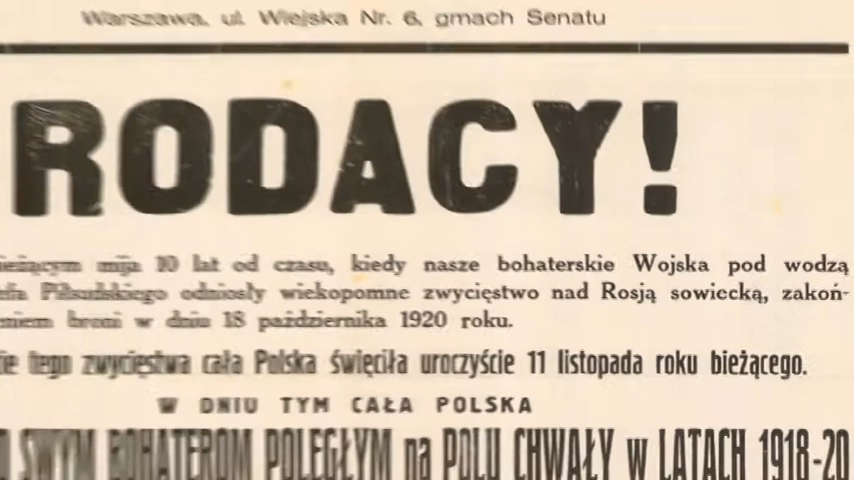 Warszawa, ul. Wiejska Nr. 6, gmach Senatu
RODACY!
mija 10 lat od czasu, kiedy nasze bohaterskie Wojska pod wodzą
Piłsudskiego odniosły wiekopomne zwycięstwo nad Rosją sowiecką, zakoń-
broni w dniu 18 października 1920 roku.
tego zwycięstwa cała Polska święciła uroczyście 11 listopada roku bieżącego.
W DNIU TYM CAŁA POLSKA
SWYM BOHATEROM POLEGŁYM na POLU CHWAŁY w LATACH 1918-20